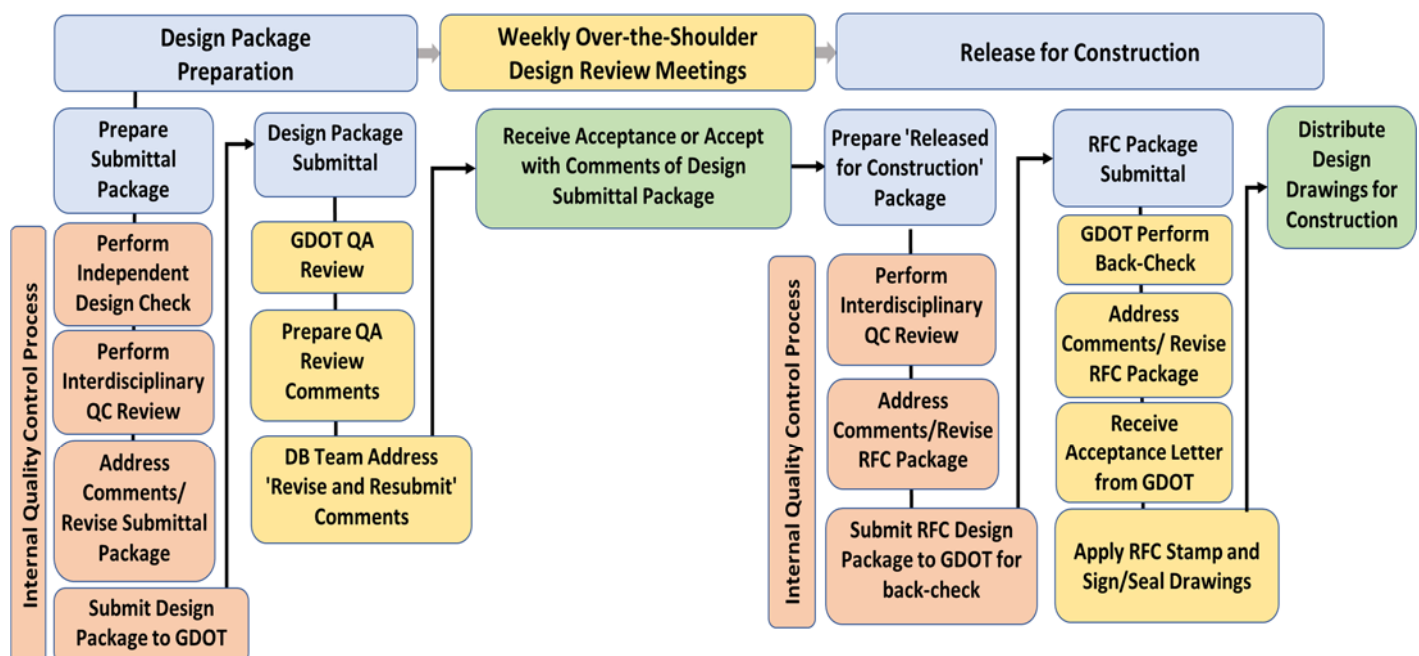 Design Package
Preparation
Weekly Over-the-Shoulder
Design Review Meetings
Release for Construction
Prepare
Submittal
Package
Internal Quality Control Process
Perform
Independent
Design Check
Perform
Interdisciplinary
QC Review
Address
Comments/
Revise Submittal
Package
Submit Design
Package to GDOT
Design Package
Submittal
GDOT QA
Review
Prepare QA
Review
Comments
DB Team Address
'Revise and Resubmit'
Comments
Receive Acceptance or Accept
with Comments of Design
Submittal Package
Prepare 'Released
for Construction'
Package
Internal Quality Control Process
Perform
Interdisciplinary
QC Review
Address
Comments/Revise
RFC Package
Submit RFC Design
Package to GDOT for
back-check
RFC Package
Submittal
GDOT Perform
Back-Check
Address
Comments/ Revise
RFC Package
Receive
Acceptance Letter
from GDOT
Apply RFC Stamp and
Sign/Seal Drawings
Distribute
Design
Drawings for
Construction